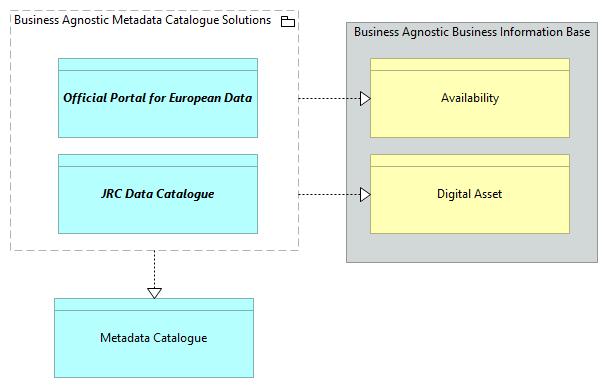 Business Agnostic Metadata Catalogue Solutions
Official Portal for European Data
JRC Data Catalogue
Business Agnostic Business Information Base
Availability
Digital Asset
Metadata Catalogue